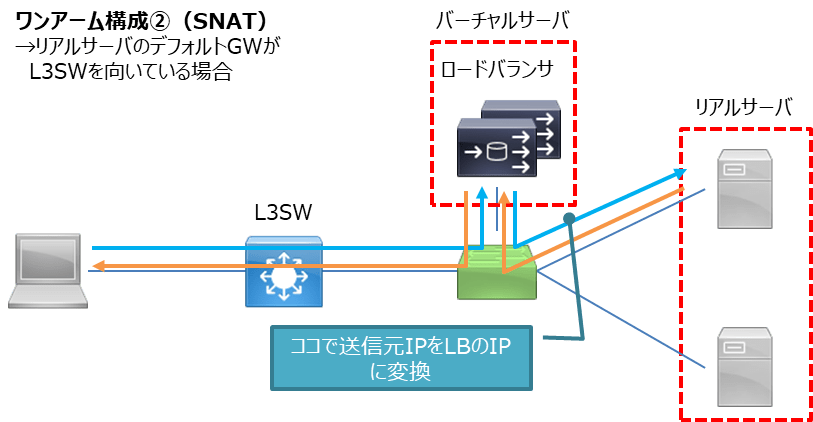 ワンアーム構成②（SNAT）
→リアルサーバのデフォルトGWが
L3SWを向いている場合
バーチャルサーバ
ロードバランサ
リアルサーバ
L3SW
ココで送信元IPをLBのIP
に変換